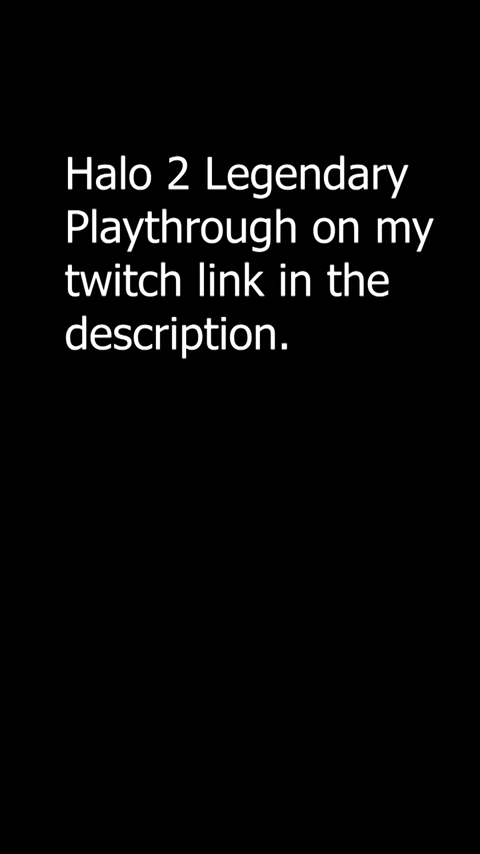 Halo 2 Legendary
Playthrough on my
twitch link in the
description.